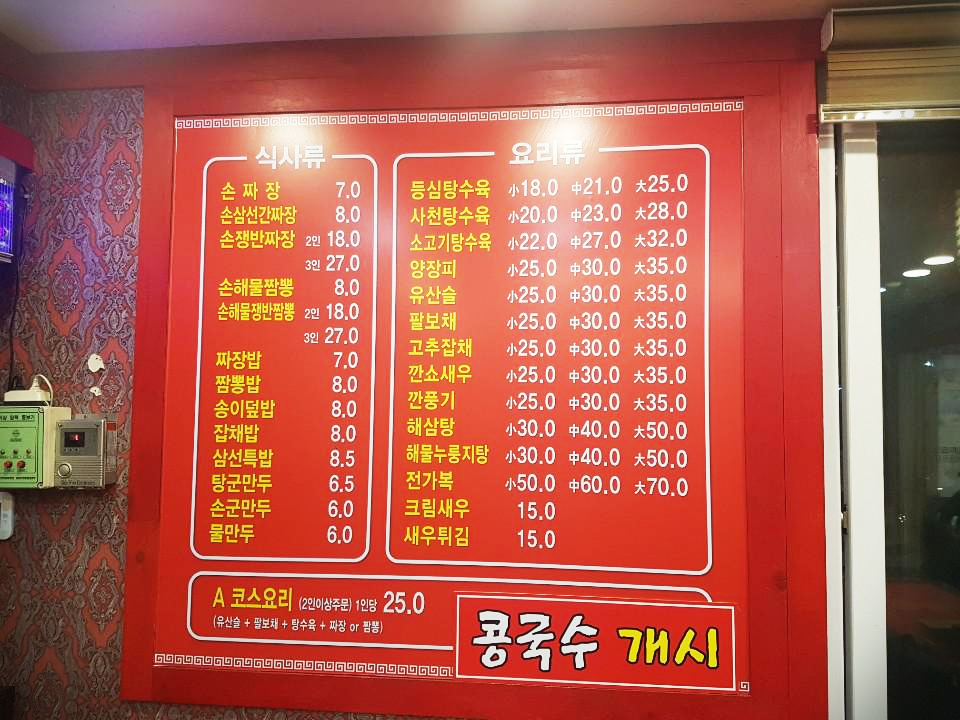 식사류
손 짜 장 7.0
손삼선간짜장 8.0
손쟁반짜장 2인 18.0
3인 27.0
손해물짬뽕 8.0
손해물쟁반짬뽕 2인 18.0
3인 27.0
짜장밥 7.0
짬뽕밥 8.0
송이덮밥 8.0
잡채밥 8.0
삼선특밥 8.5
탕군만두 6.5
손군만두 6.0
물만두 6.0
요리류
등심탕수육 小18.0 中21.0 大25.0
사천탕수육 小20.0 中23.0 大28.0
소고기탕수육 小22.0 中27.0 大32.0
양장피 小25.0 中30.0 大35.0
유산슬 小25.0 中30.0 大35.0
팔보채 小25.0 中30.0 大35.0
고추잡채 小25.0 中30.0 大35.0
깐쇼새우 小25.0 中30.0 大35.0
깐풍기 小25.0 中30.0 大35.0
해삼탕 小30.0 中40.0 大50.0
해물누룽지탕 小30.0 中40.0 大50.0
전가복 小50.0 中60.0 大70.0
크림새우 15.0
새우튀김 15.0
A 코스요리 (2인이상주문) 1인당 25.0
(유산슬 + 팔보채 + 탕수육 + 짜장 or 짬뽕)
콩국수 개시